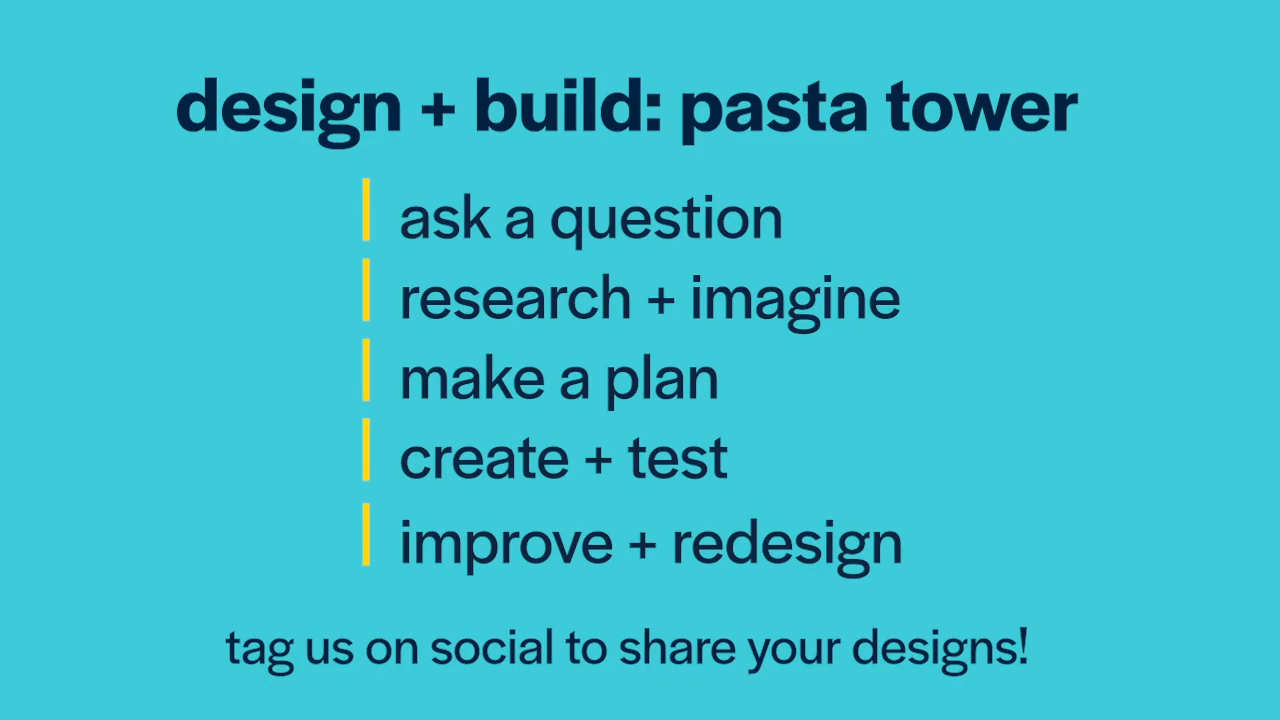 design + build: pasta tower
ask a question
research + imagine
make a plan
create + test
improve + redesign
tag us on social to share your designs!